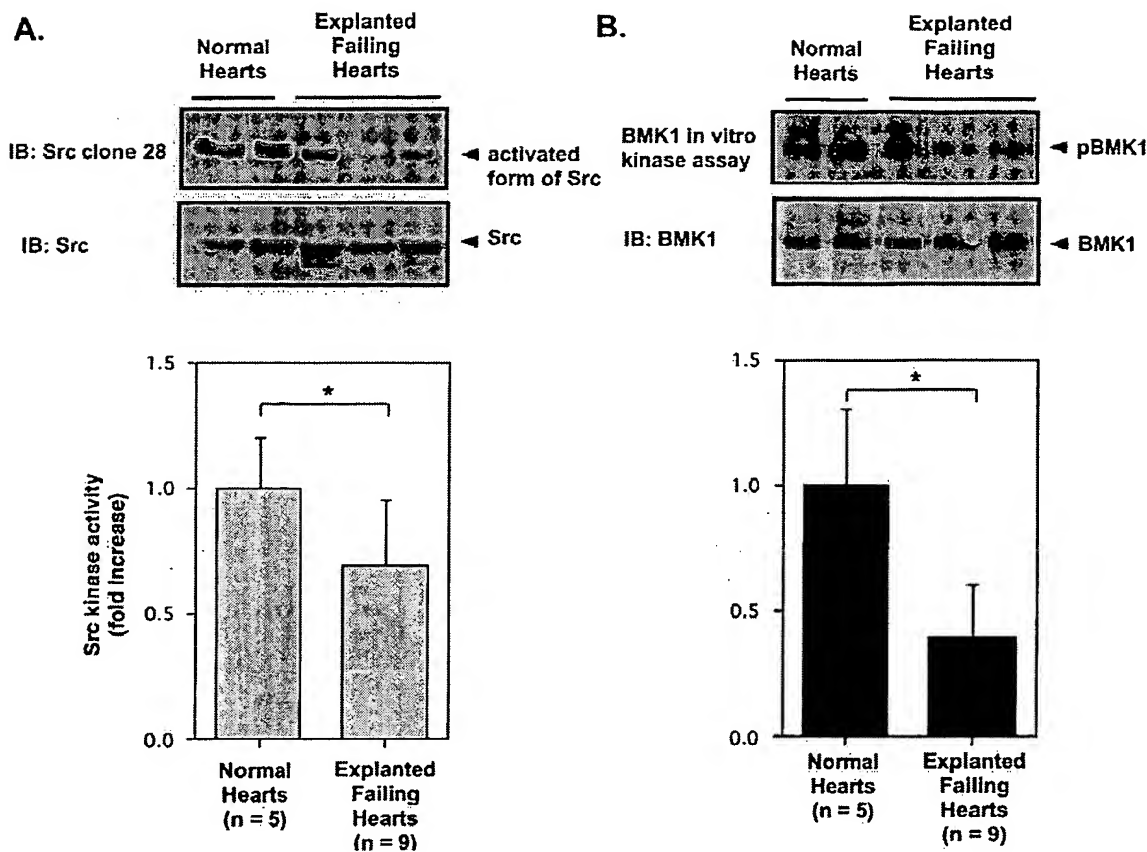 A.
Normal
Hearts
Explanted
Failing
Hearts
IB: Src clone 28
activated
form of Src
IB: Src
Src
1.5
1.0
0.5
0.0
Src kinase activity
(fold Increase)
*
Normal
Hearts
(n = 5)
Explanted
Failing
Hearts
(n = 9)
B.
Normal
Hearts
Explanted
Failing
Hearts
BMK1 in vitro
kinase assay
pBMK1
IB: BMK1
BMK1
1.5
1.0
0.5
0.0
*
Normal
Hearts
(n = 5)
Explanted
Failing
Hearts
(n = 9)